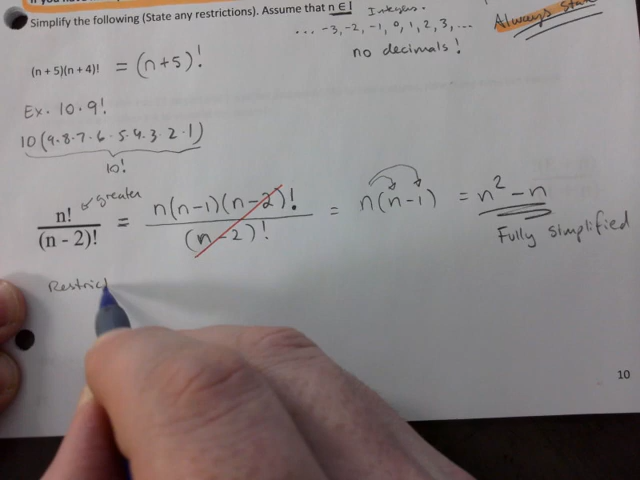 Simplify the following (State any restrictions). Assume that n ∈ I Integers.
... -3, -2, -1, 0, 1, 2, 3, ...
no decimals!
Always State
(n + 5)(n + 4)! = (n+5)!
Ex. 10 · 9!
10(9·8·7·6·5·4·3·2·1)
10!
greater
n! / (n - 2)! = n(n-1)(n-2)! / (n-2)! = n(n-1) = n² - n
Fully simplified
Restrict
10